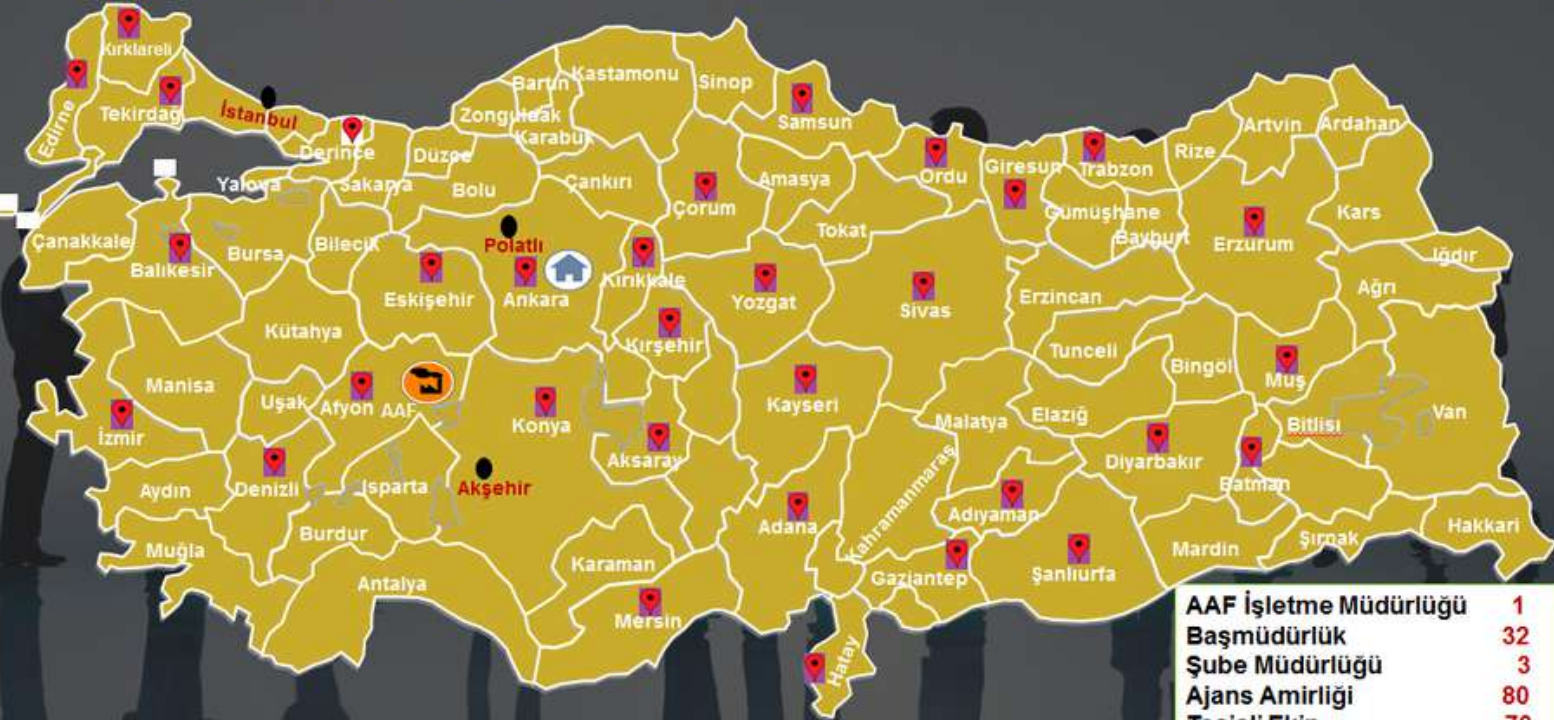 Kırklareli
Edirne
Tekirdağ
İstanbul
Derince
Yalova
Sakarya
Düzce
Bolu
Zonguldak
Bartın
Karabük
Kastamonu
Sinop
Çankırı
Samsun
Çorum
Amasya
Tokat
Ordu
Giresun
Trabzon
Gümüşhane
Bayburt
Rize
Artvin
Ardahan
Kars
Erzurum
Iğdır
Ağrı
Çanakkale
Balıkesir
Bursa
Bilecik
Eskişehir
Polatlı
Ankara
Kırıkkale
Kırşehir
Yozgat
Sivas
Erzincan
Tunceli
Bingöl
Muş
Bitlisi
Van
Kütahya
Manisa
Uşak
Afyon
AAF
İzmir
Konya
Akşehir
Aksaray
Kayseri
Malatya
Elazığ
Diyarbakır
Batman
Aydın
Denizli
Isparta
Burdur
Muğla
Antalya
Karaman
Mersin
Adana
Kahramanmaraş
Adıyaman
Gaziantep
Şanlıurfa
Mardin
Şırnak
Hakkari
Hatay
AAF İşletme Müdürlüğü 1
Başmüdürlük 32
Şube Müdürlüğü 3
Ajans Amirliği 80